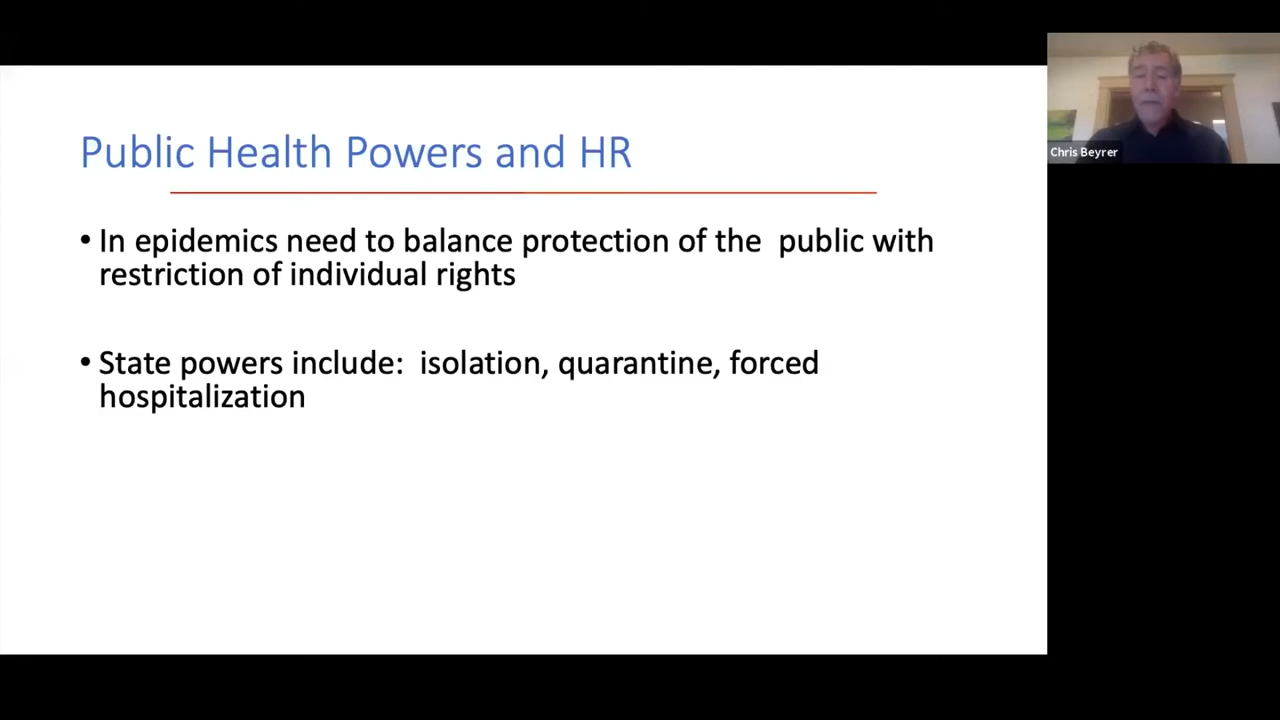 Public Health Powers and HR
• In epidemics need to balance protection of the  public with
restriction of individual rights
• State powers include:  isolation, quarantine, forced
hospitalization
Chris Beyrer